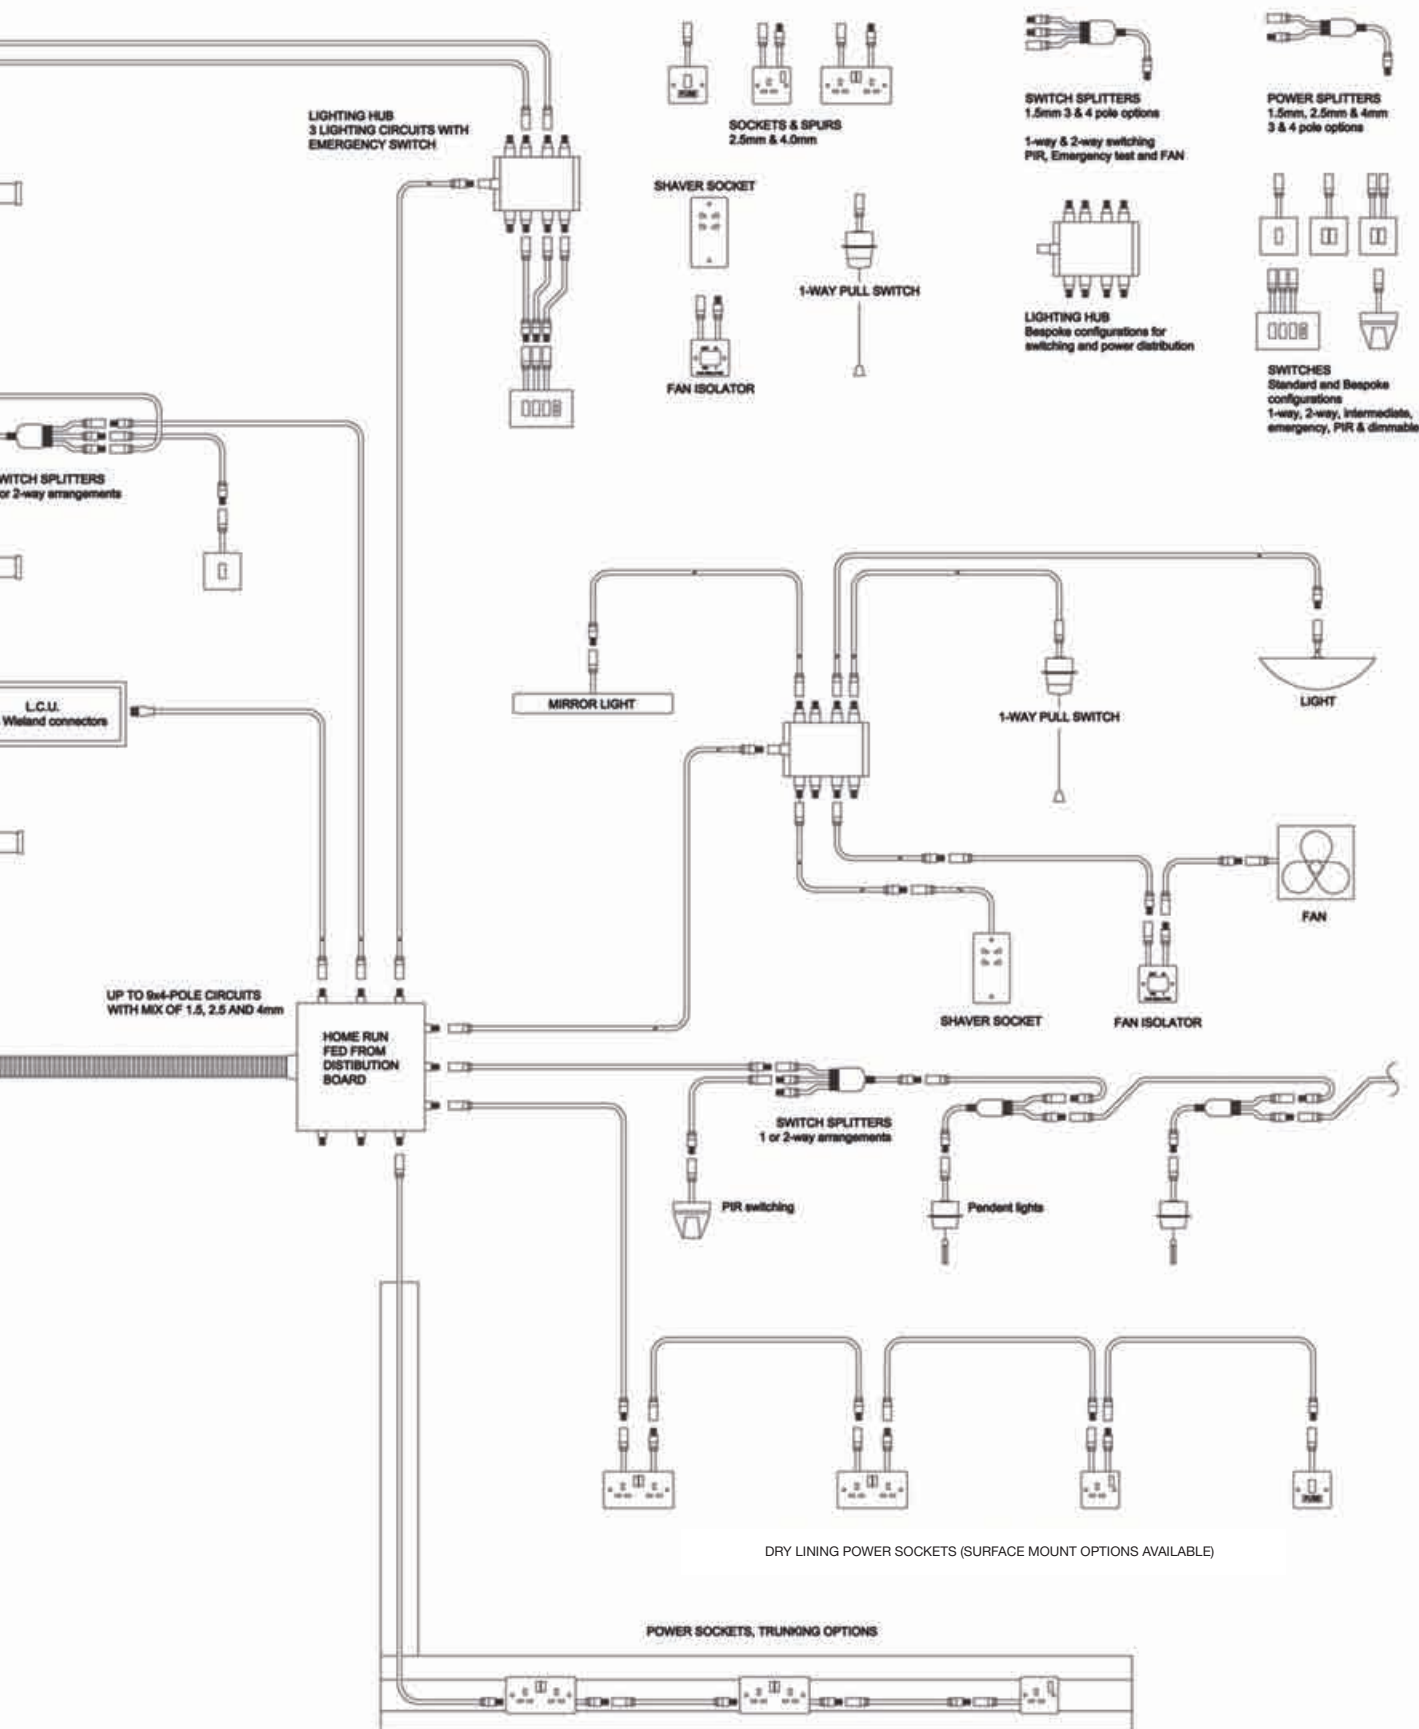 LIGHTING HUB
3 LIGHTING CIRCUITS WITH
EMERGENCY SWITCH
SOCKETS & SPURS
2.5mm & 4.0mm
SWITCH SPLITTERS
1.5mm 3 & 4 pole options
1-way & 2-way switching
PIR, Emergency test and FAN
POWER SPLITTERS
1.5mm, 2.5mm & 4mm
3 & 4 pole options
SHAVER SOCKET
1-WAY PULL SWITCH
FAN ISOLATOR
LIGHTING HUB
Bespoke configurations for
switching and power distribution
SWITCHES
Standard and Bespoke
configurations
1-way, 2-way, intermediate,
emergency, PIR & dimmable
WITCH SPLITTERS
or 2-way arrangements
L.C.U.
Wieland connectors
MIRROR LIGHT
1-WAY PULL SWITCH
LIGHT
FAN
SHAVER SOCKET
FAN ISOLATOR
UP TO 9x4-POLE CIRCUITS
WITH MIX OF 1.5, 2.5 AND 4mm
HOME RUN
FED FROM
DISTIBUTION
BOARD
SWITCH SPLITTERS
1 or 2-way arrangements
PIR switching
Pendent lights
DRY LINING POWER SOCKETS (SURFACE MOUNT OPTIONS AVAILABLE)
POWER SOCKETS, TRUNKING OPTIONS